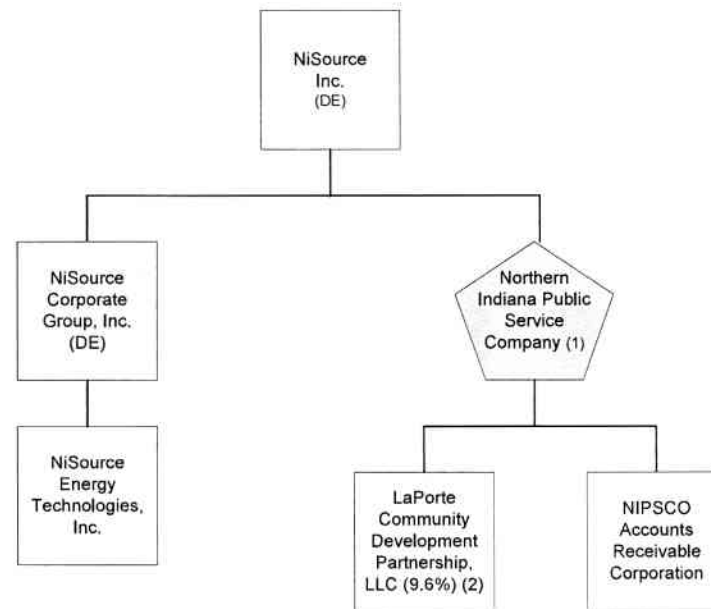 NiSource
Inc.
(DE)
NiSource
Corporate
Group, Inc.
(DE)
Northern
Indiana Public
Service
Company (1)
NiSource
Energy
Technologies,
Inc.
LaPorte
Community
Development
Partnership,
LLC (9.6%) (2)
NIPSCO
Accounts
Receivable
Corporation